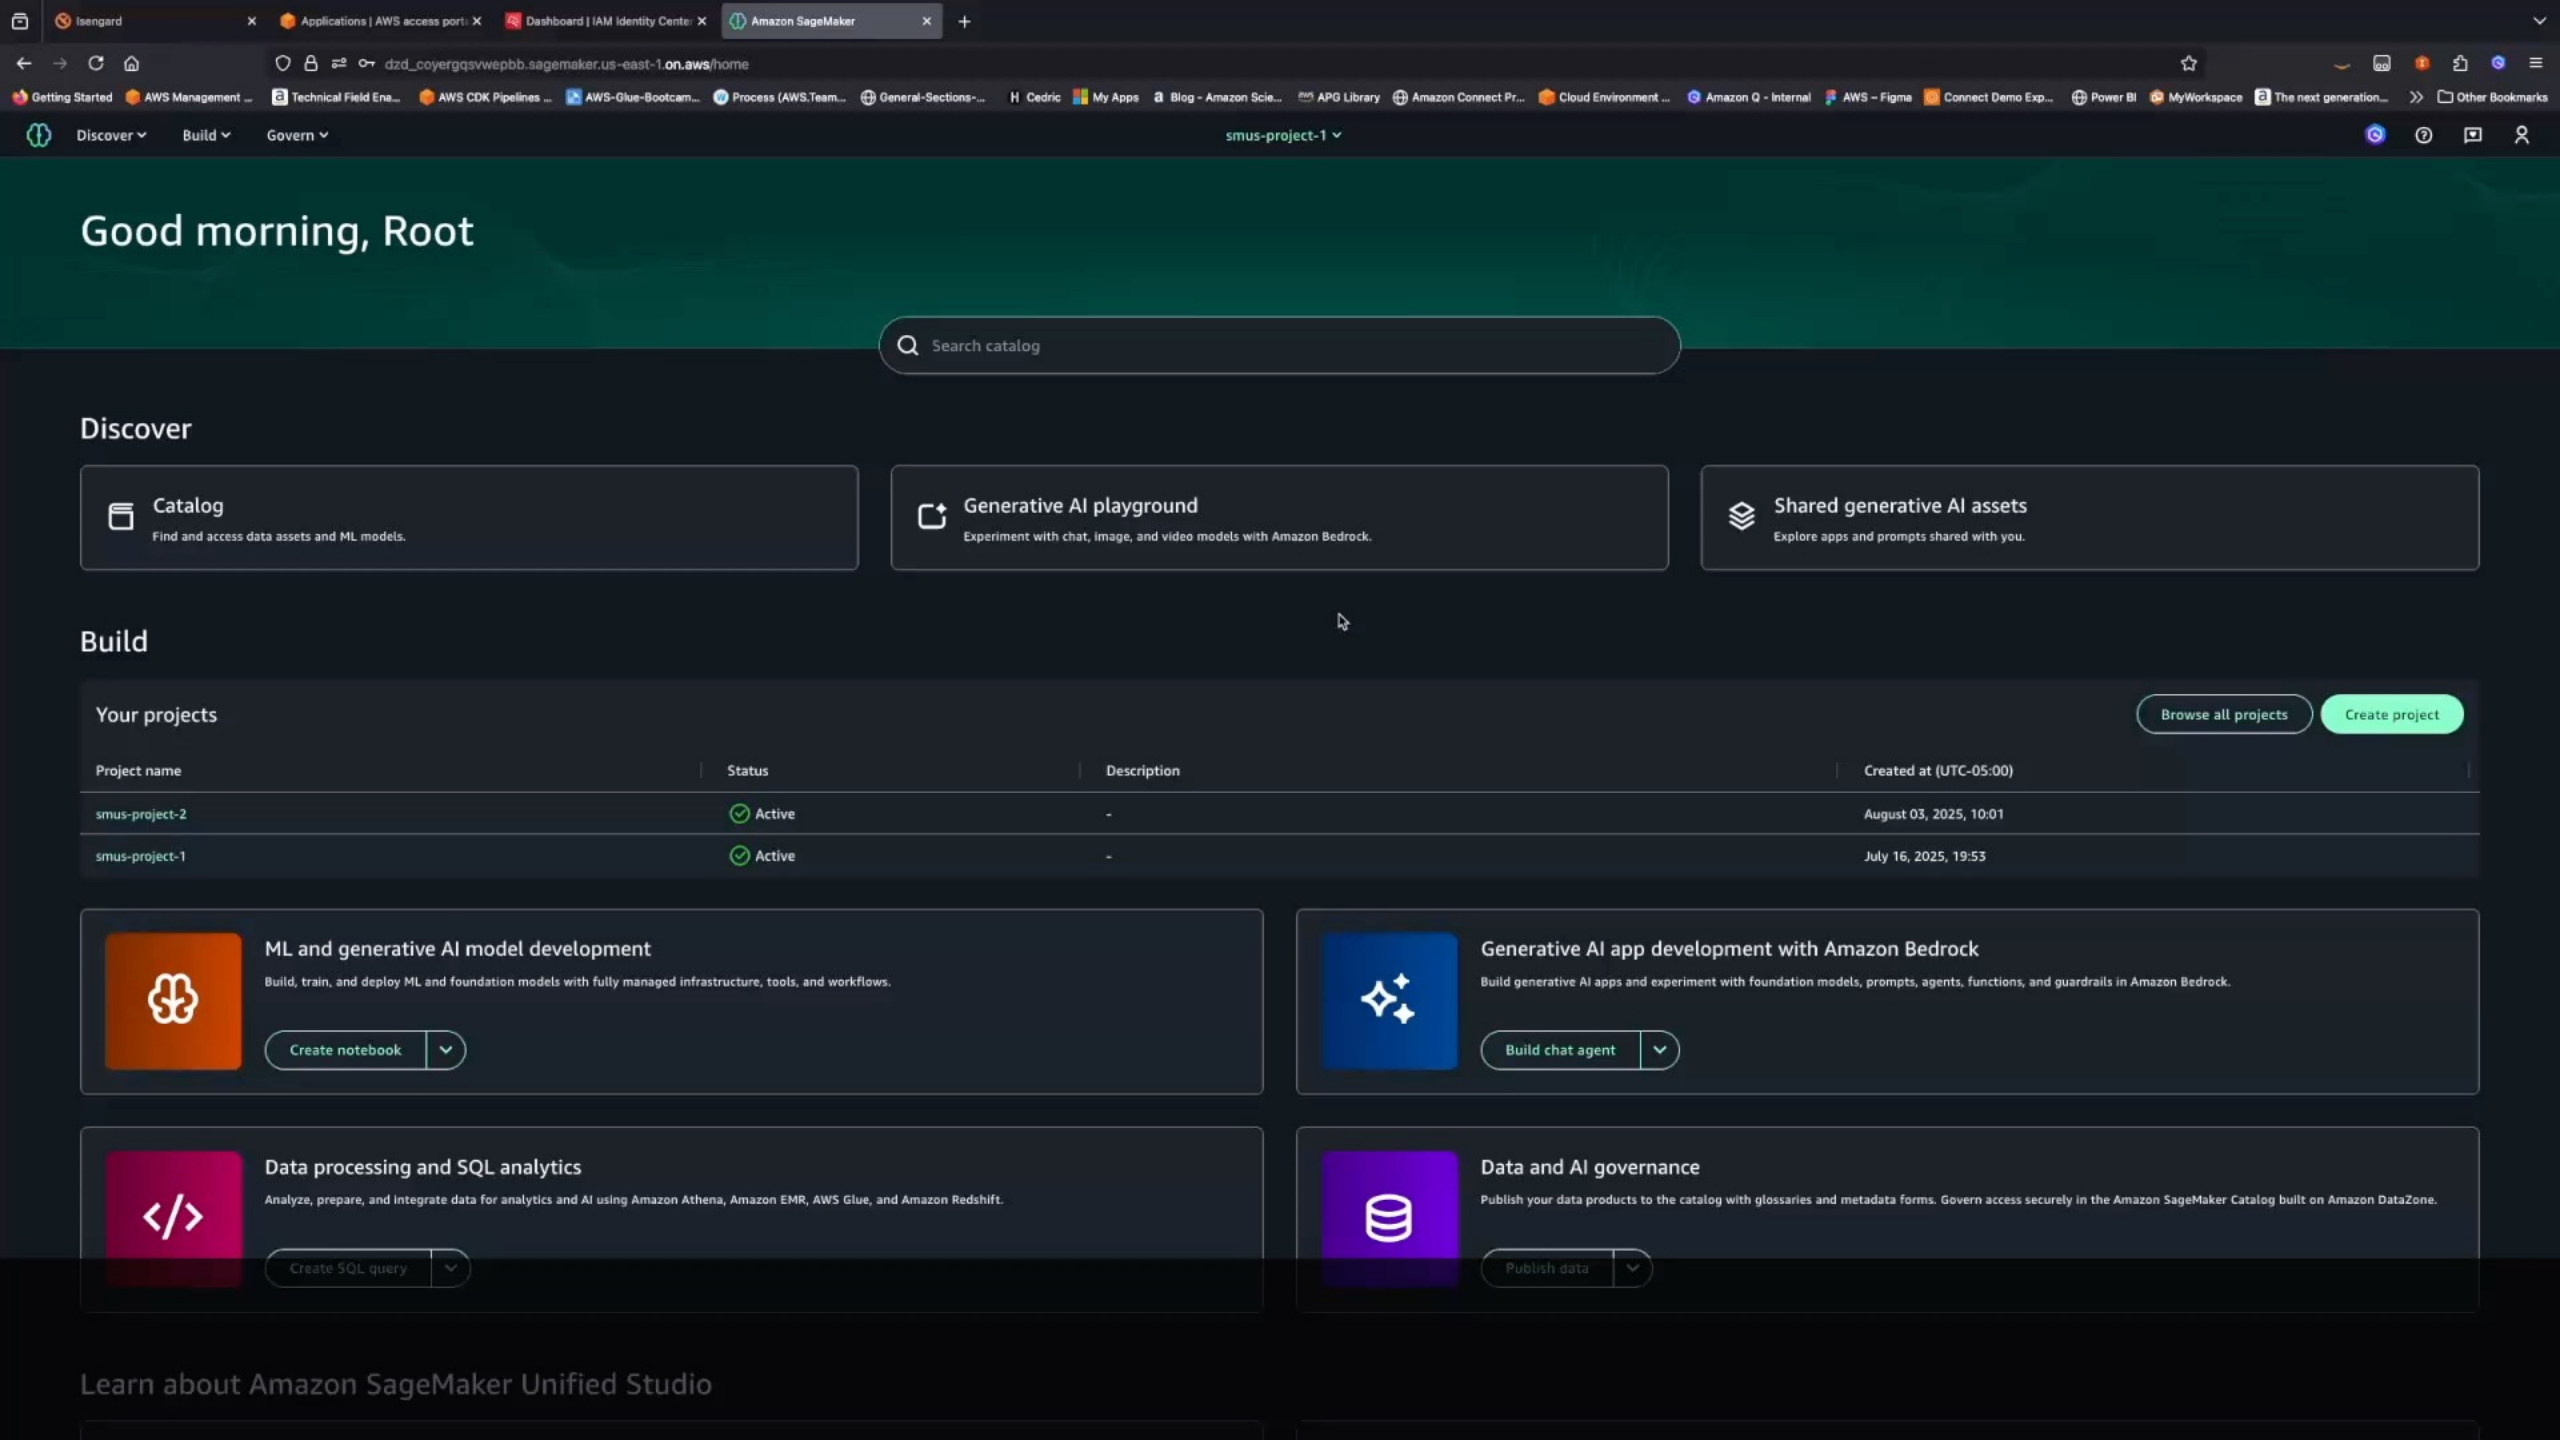 Isengard
Applications | AWS access port
Dashboard | IAM Identity Center
Amazon SageMaker
dzd_coyergqsvwepbb.sagemaker.us-east-1.on.aws/home
Getting Started
AWS Management ...
Technical Field Ena...
AWS CDK Pipelines ...
AWS-Glue-Bootcam...
Process (AWS.Team...
General-Sections-...
H Cedric
My Apps
a Blog - Amazon Scie...
aws APG Library
Amazon Connect Pr...
Cloud Environment ...
Amazon Q - Internal
AWS – Figma
Connect Demo Exp...
Power BI
MyWorkspace
The next generation...
Other Bookmarks
Discover
Build
Govern
smus-project-1
Good morning, Root
Search catalog
Discover
Catalog
Find and access data assets and ML models.
Generative AI playground
Experiment with chat, image, and video models with Amazon Bedrock.
Shared generative AI assets
Explore apps and prompts shared with you.
Build
Your projects
Browse all projects
Create project
Project name Status Description Created at (UTC-05:00)
smus-project-2 Active - August 03, 2025, 10:01
smus-project-1 Active - July 16, 2025, 19:53
ML and generative AI model development
Build, train, and deploy ML and foundation models with fully managed infrastructure, tools, and workflows.
Create notebook
Generative AI app development with Amazon Bedrock
Build generative AI apps and experiment with foundation models, prompts, agents, functions, and guardrails in Amazon Bedrock.
Build chat agent
Data processing and SQL analytics
Analyze, prepare, and integrate data for analytics and AI using Amazon Athena, Amazon EMR, AWS Glue, and Amazon Redshift.
Create SQL query
Data and AI governance
Publish your data products to the catalog with glossaries and metadata forms. Govern access securely in the Amazon SageMaker Catalog built on Amazon DataZone.
Publish data
Learn about Amazon SageMaker Unified Studio